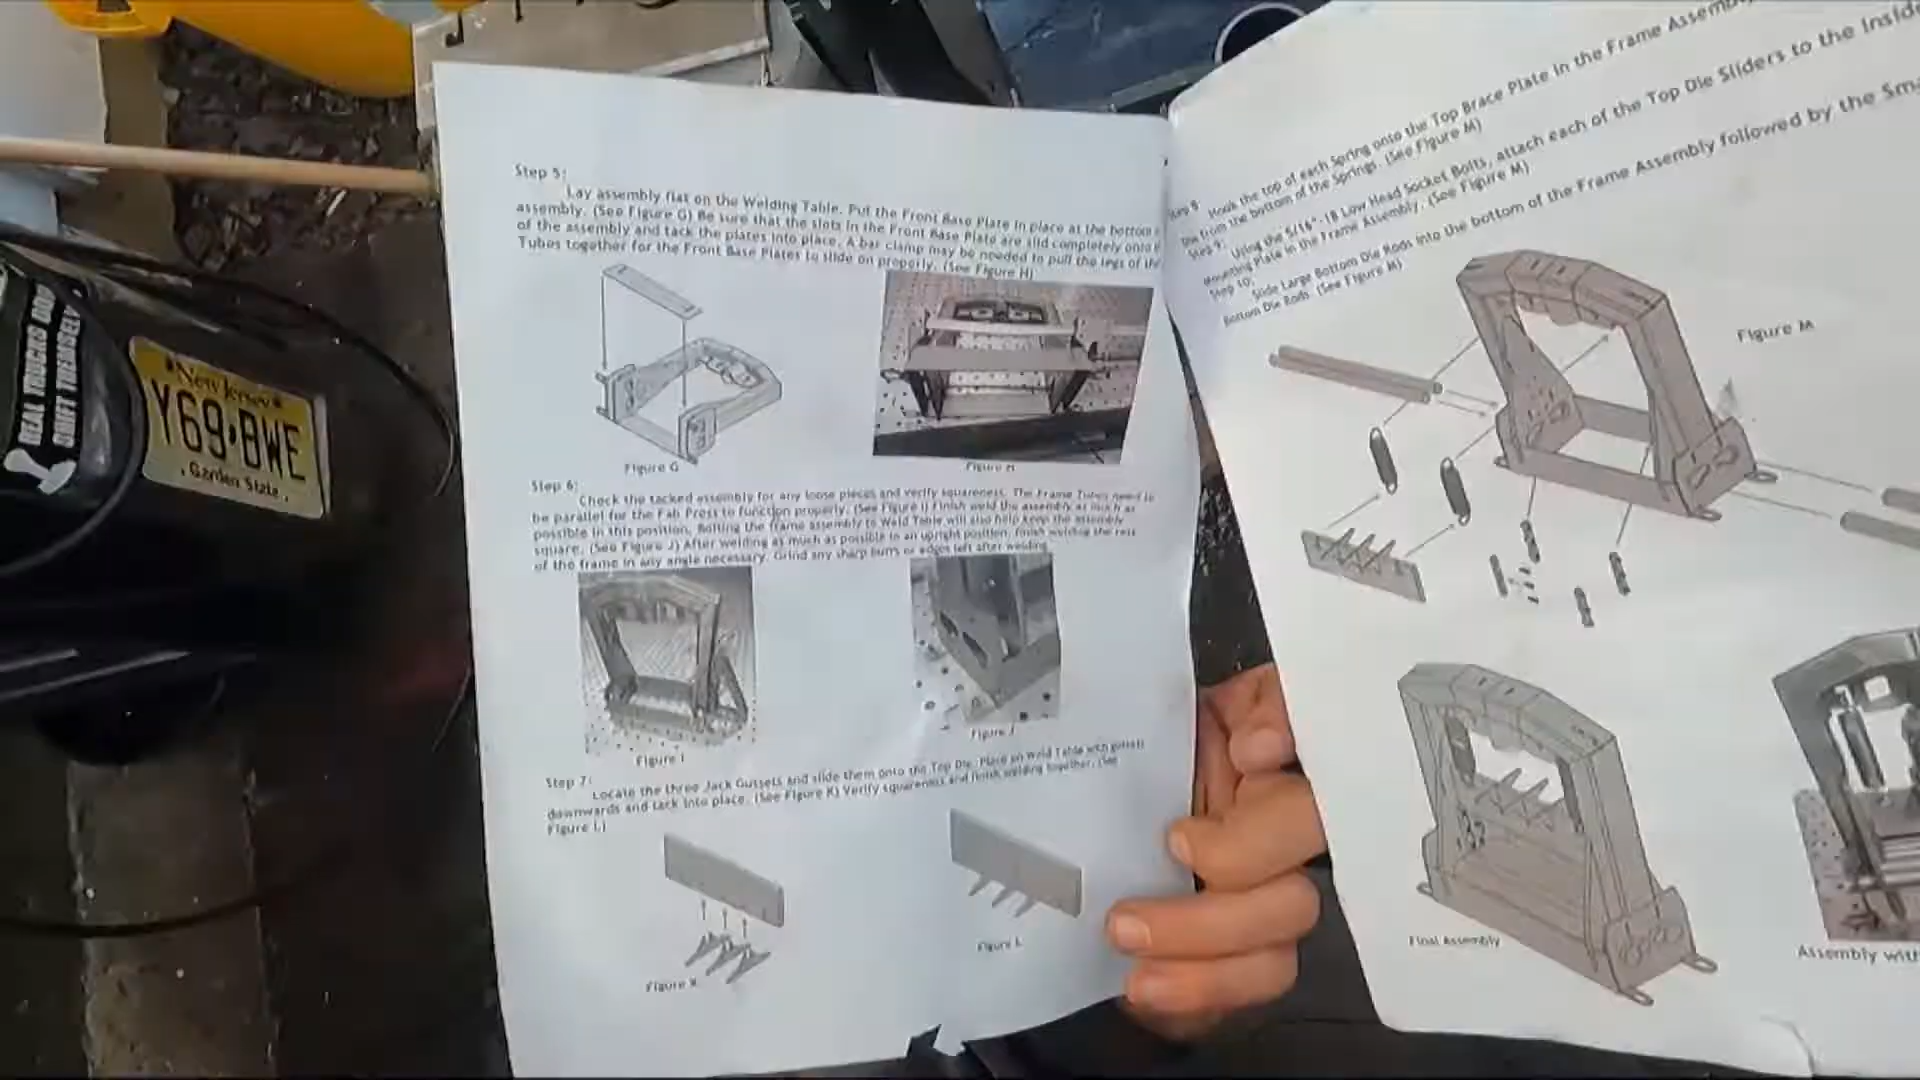 REAL TRUCKS DON'T
SHIFT THEMSELVES
New Jersey
Y69·BWE
Garden State
Step 5:
Lay assembly flat on the Welding Table. Put the Front Base Plate in place at the bottom
assembly. (See Figure G) Be sure that the slots in the Front Base Plate are slid completely onto
of the assembly and tack the plates into place. A bar clamp may be needed to pull the legs of the
Tubes together for the Front Base Plates to slide on properly. (See Figure H)
Figure G
Figure H
Step 6:
Check the tacked assembly for any loose pieces and verify squareness. The Frame Tubes need to
be parallel for the Fab Press to function properly. (See Figure I) Finish weld the assembly as much as
possible in this position. Bolting the frame assembly to Weld Table will also help keep the assembly
square. (See Figure J) After welding as much as possible in an upright position, finish welding the rest
of the frame in any angle necessary. Grind any sharp burrs or edges left after welding.
Figure I
Figure J
Step 7:
Locate the three Jack Gussets and slide them onto the Top Die. Place on Weld Table with gussets
downwards and tack into place. (See Figure K) Verify squareness and finish welding together. (See
Figure L)
Figure K
Figure L
Step 8:
Hook the top of each Spring onto the Top Brace Plate in the Frame Assembly
Die from the bottom of the Springs. (See Figure M)
Step 9:
Using the 5/16"-18 Low Head Socket Bolts, attach each of the Top Die Sliders to the Inside
Mounting Plate in the Frame Assembly. (See Figure M)
Step 10:
Slide Large Bottom Die Rods into the bottom of the Frame Assembly followed by the
Bottom Die Rods. (See Figure M)
Figure M
Final Assembly
Assembly with